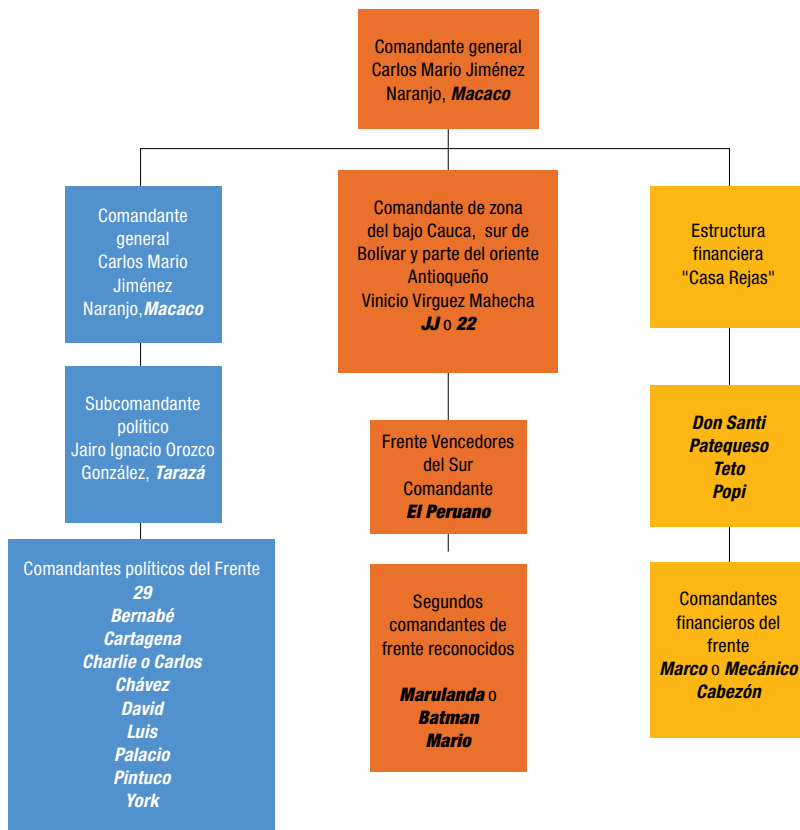 Comandante general
Carlos Mario Jiménez
Naranjo, Macaco
Comandante
general
Carlos Mario
Jiménez
Naranjo,Macaco
Subcomandante
político
Jairo Ignacio Orozco
González, Tarazá
Comandantes políticos del Frente
29
Bernabé
Cartagena
Charlie o Carlos
Chávez
David
Luis
Palacio
Pintuco
York
Comandante de zona
del bajo Cauca, sur de
Bolívar y parte del oriente
Antioqueño
Vinicio Virguez Mahecha
JJ o 22
Frente Vencedores
del Sur
Comandante
El Peruano
Segundos
comandantes de
frente reconocidos
Marulanda o
Batman
Mario
Estructura
financiera
"Casa Rejas"
Don Santi
Patequeso
Teto
Popi
Comandantes
financieros del
frente
Marco o Mecánico
Cabezón